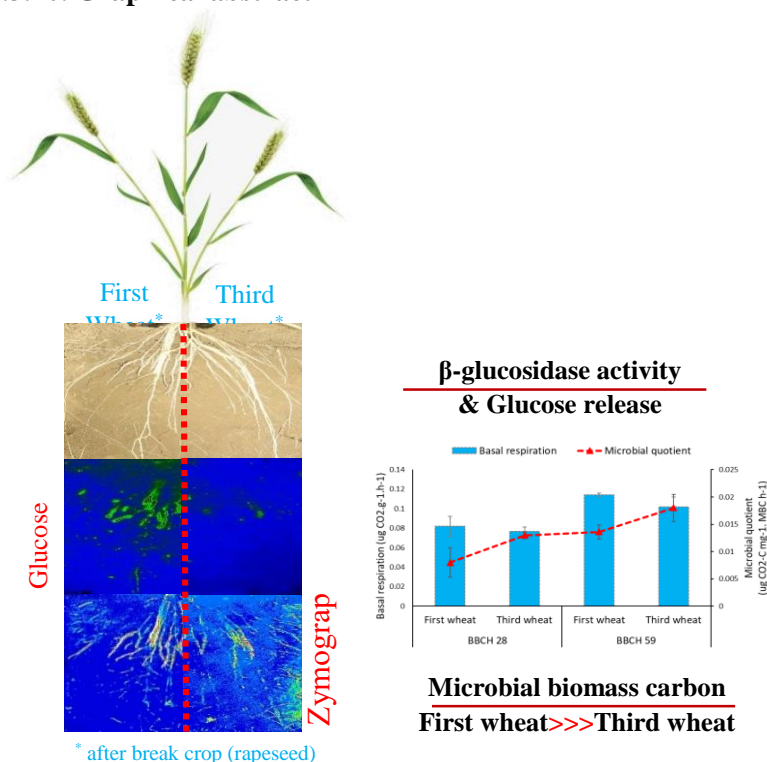 First Third
Wheat* Wheat*
Glucose
Zymograp
* after break crop (rapeseed)
β-glucosidase activity
& Glucose release
Basal respiration Microbial quotient
Basal respiration (ug CO2.g-1.h-1)
0.14
0.12
0.1
0.08
0.06
0.04
0.02
0
0.025
0.02
0.015
0.01
0.005
0
Microbial quotient
(ug CO2-C mg-1. MBC h-1)
First wheat Third wheat First wheat Third wheat
BBCH 28 BBCH 59
Microbial biomass carbon
First wheat>>>Third wheat